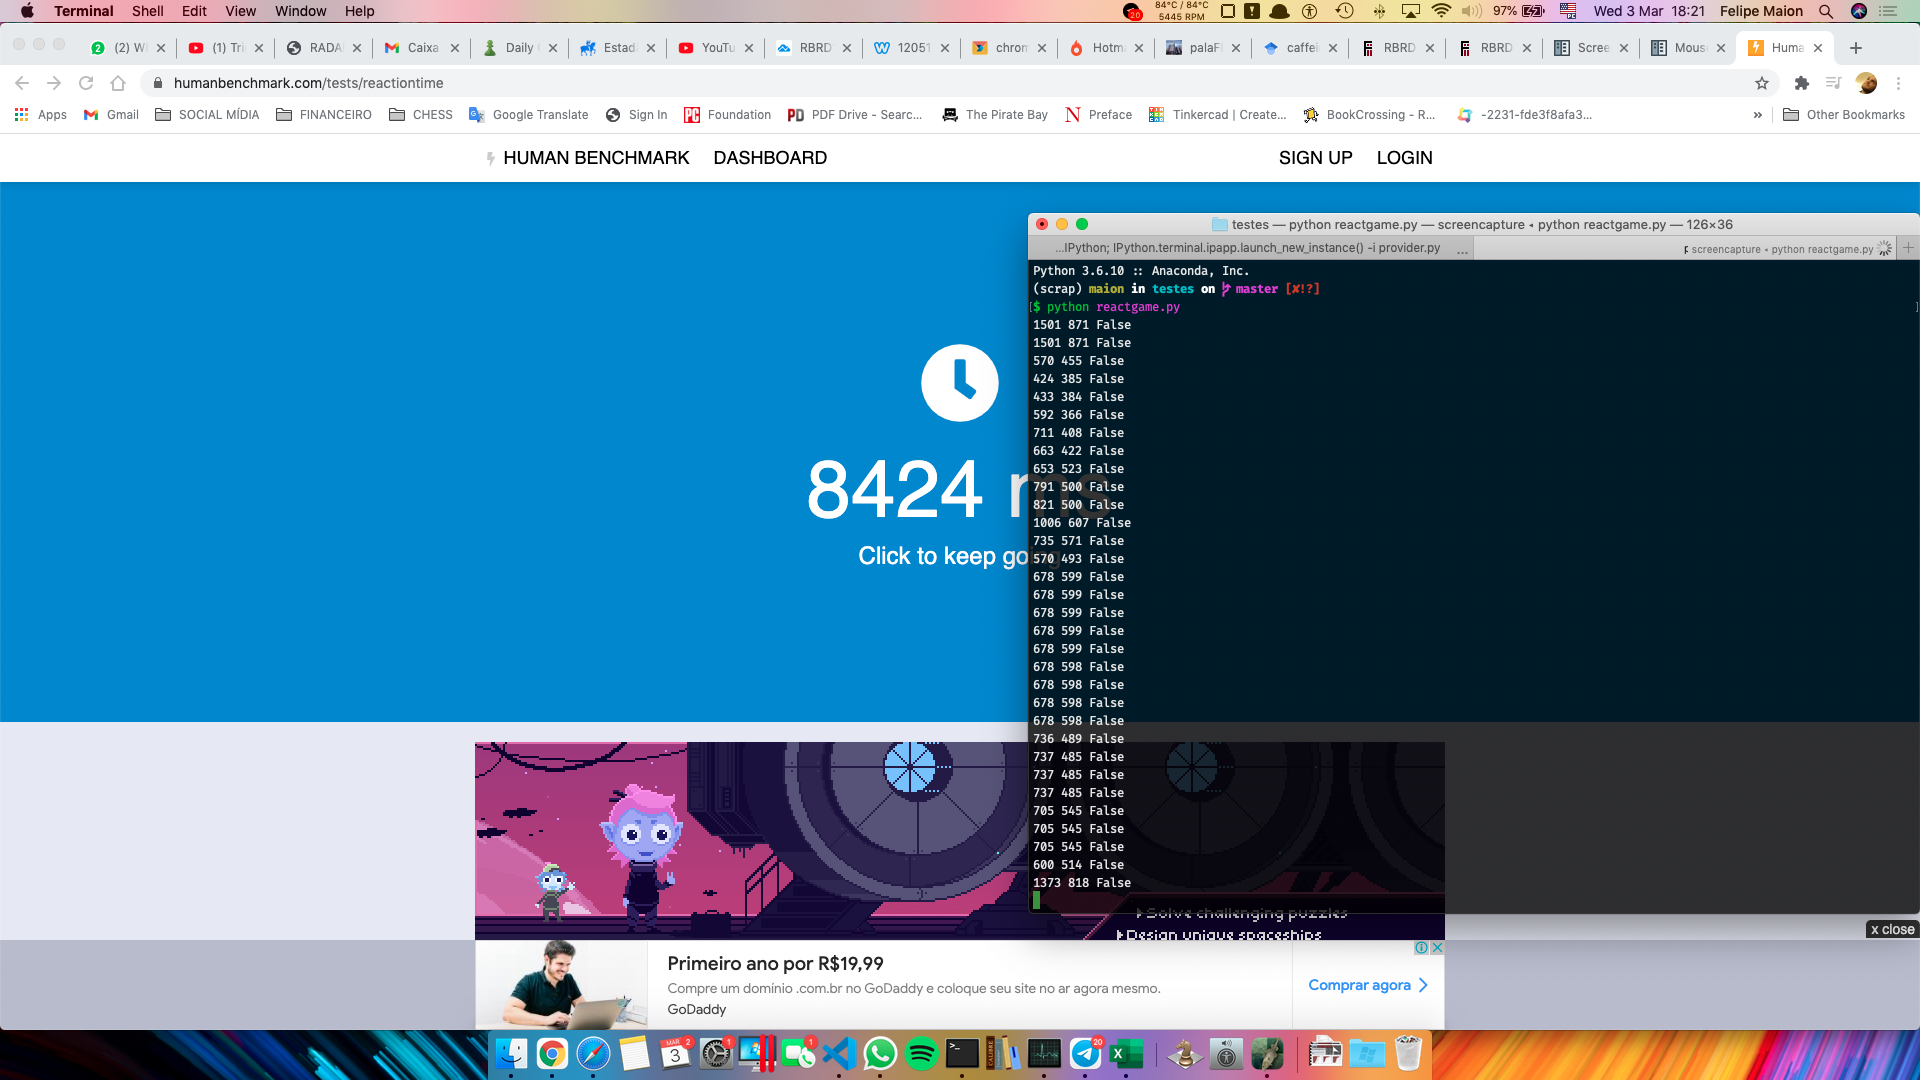 Terminal Shell Edit View Window Help 20 84°C / 84°C 5445 RPM 97% Wed 3 Mar 18:21 Felipe Maion
2 (2) W (1) Tri RADA Caixa Daily Estad YouTu RBRD 12051 chrom Hotm palaF caffei RBRD RBRD Scree Mous Huma
humanbenchmark.com/tests/reactiontime
Apps Gmail SOCIAL MÍDIA FINANCEIRO CHESS Google Translate Sign In Foundation PDF Drive - Searc... The Pirate Bay Preface Tinkercad | Create... BookCrossing - R... -2231-fde3f8afa3... » Other Bookmarks
HUMAN BENCHMARK DASHBOARD SIGN UP LOGIN
8424 ms
Click to keep going
testes — python reactgame.py — screencapture ◂ python reactgame.py — 126×36
...IPython; IPython.terminal.ipapp.launch_new_instance() -i provider.py ... screencapture ◂ python reactgame.py
Python 3.6.10 :: Anaconda, Inc.
(scrap) maion in testes on master [✘!?]
[$ python reactgame.py ]
1501 871 False
1501 871 False
570 455 False
424 385 False
433 384 False
592 366 False
711 408 False
663 422 False
653 523 False
791 500 False
821 500 False
1006 607 False
735 571 False
570 493 False
678 599 False
678 599 False
678 599 False
678 599 False
678 599 False
678 598 False
678 598 False
678 598 False
678 598 False
736 489 False
737 485 False
737 485 False
737 485 False
705 545 False
705 545 False
705 545 False
600 514 False
1373 818 False
Solve challenging puzzles
Design unique spaceships
x close
Primeiro ano por R$19,99
Compre um domínio .com.br no GoDaddy e coloque seu site no ar agora mesmo.
GoDaddy
Comprar agora
MAR 3 2 1 1 CALIBRE 20